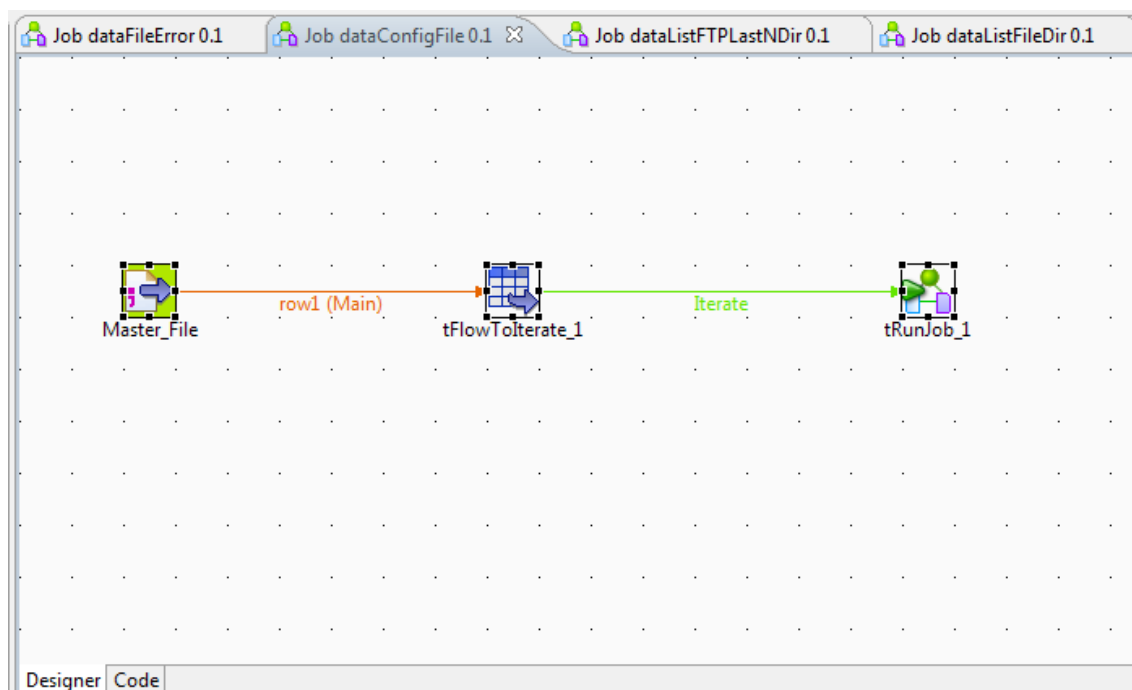 Job dataFileError 0.1
Job dataConfigFile 0.1
Job dataListFTPLastNDir 0.1
Job dataListFileDir 0.1
row1 (Main)
Iterate
Master_File
tFlowToIterate_1
tRunJob_1
Designer
Code